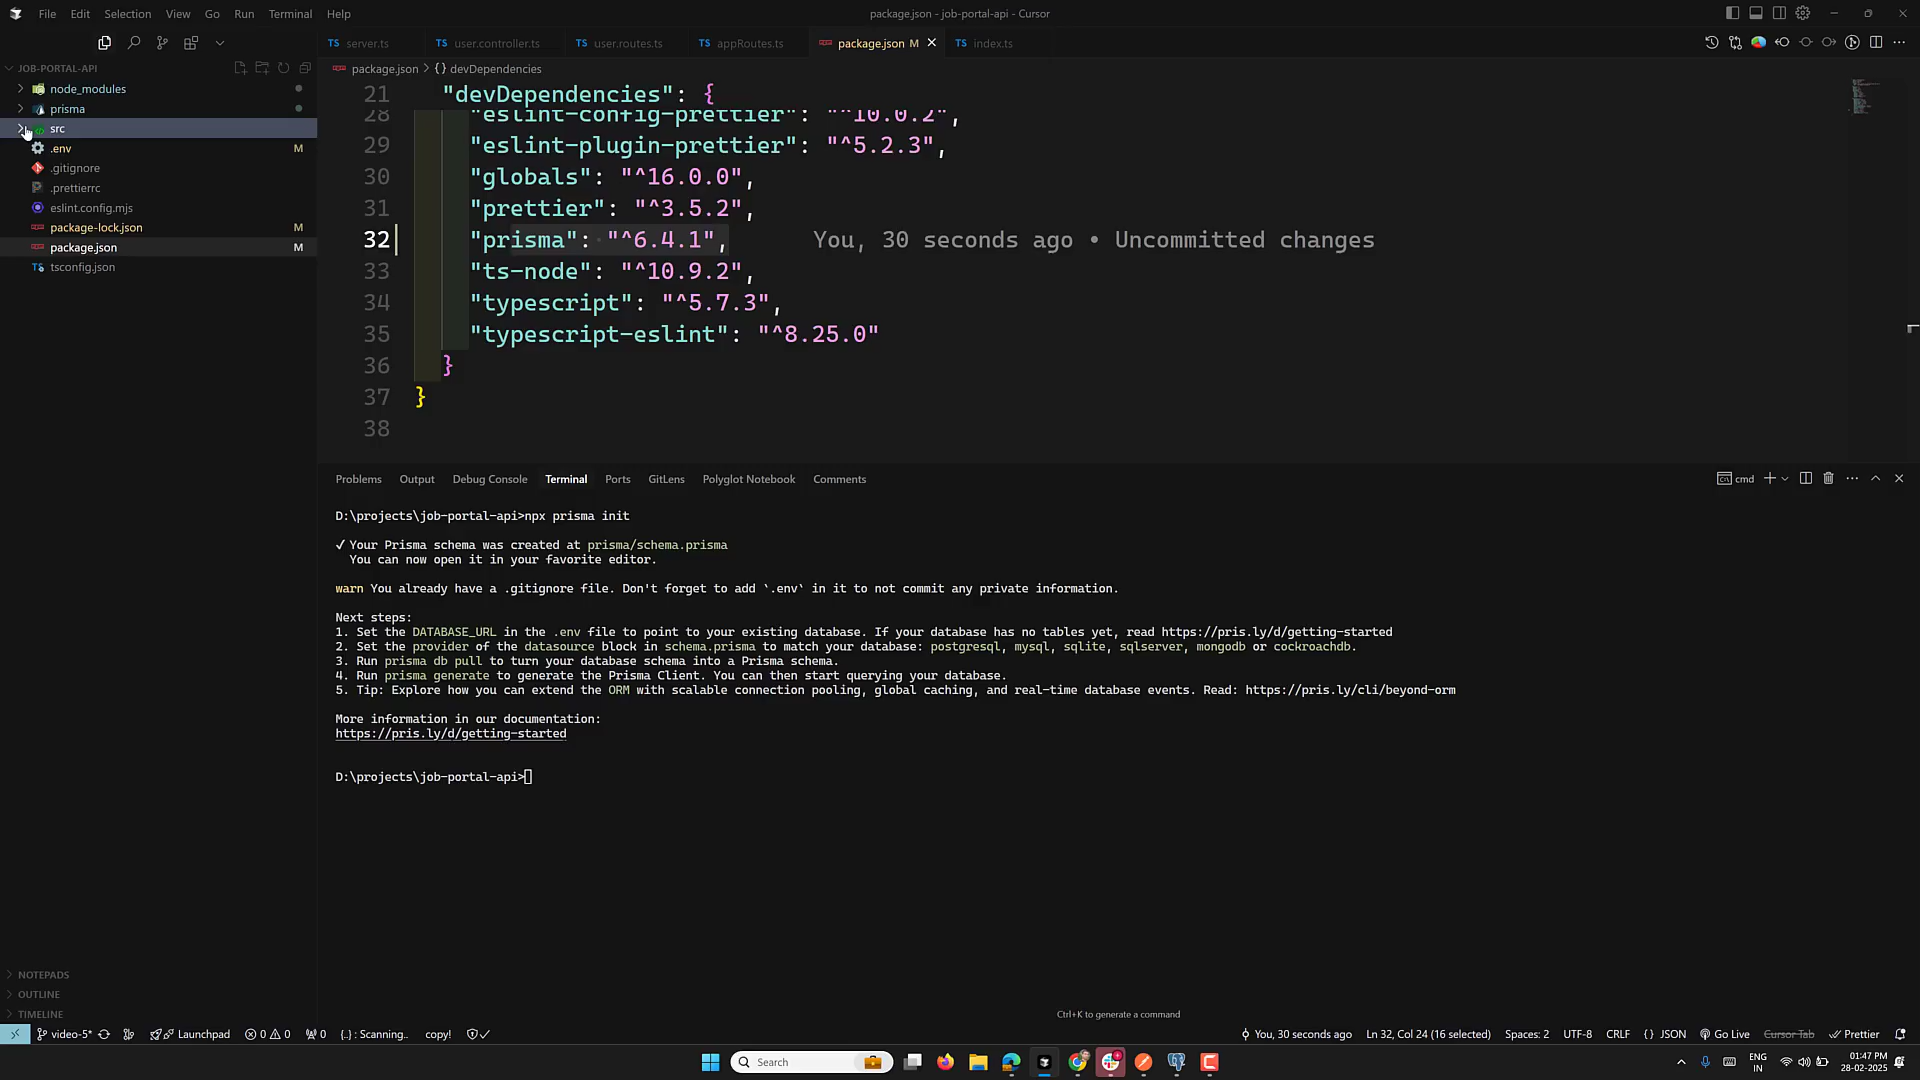 File Edit Selection View Go Run Terminal Help
package.json - job-portal-api - Cursor
server.ts user.controller.ts user.routes.ts appRoutes.ts package.json M index.ts
JOB-PORTAL-API
node_modules
prisma
src
.env M
.gitignore
.prettierrc
eslint.config.mjs
package-lock.json M
package.json M
tsconfig.json
NOTEPADS
OUTLINE
TIMELINE
package.json > {} devDependencies
21 "devDependencies": {
28 "eslint-config-prettier": "^10.0.2",
29 "eslint-plugin-prettier": "^5.2.3",
30 "globals": "^16.0.0",
31 "prettier": "^3.5.2",
32 "prisma": "^6.4.1", You, 30 seconds ago • Uncommitted changes
33 "ts-node": "^10.9.2",
34 "typescript": "^5.7.3",
35 "typescript-eslint": "^8.25.0"
36 }
37 }
38
Problems Output Debug Console Terminal Ports GitLens Polyglot Notebook Comments
cmd
D:\projects\job-portal-api>npx prisma init
✓ Your Prisma schema was created at prisma/schema.prisma
You can now open it in your favorite editor.
warn You already have a .gitignore file. Don't forget to add `.env` in it to not commit any private information.
Next steps:
1. Set the DATABASE_URL in the .env file to point to your existing database. If your database has no tables yet, read https://pris.ly/d/getting-started
2. Set the provider of the datasource block in schema.prisma to match your database: postgresql, mysql, sqlite, sqlserver, mongodb or cockroachdb.
3. Run prisma db pull to turn your database schema into a Prisma schema.
4. Run prisma generate to generate the Prisma Client. You can then start querying your database.
5. Tip: Explore how you can extend the ORM with scalable connection pooling, global caching, and real-time database events. Read: https://pris.ly/cli/beyond-orm
More information in our documentation:
https://pris.ly/d/getting-started
D:\projects\job-portal-api>
Ctrl+K to generate a command
video-5* Launchpad 0 0 0 {..} : Scanning.. copy! You, 30 seconds ago Ln 32, Col 24 (16 selected) Spaces: 2 UTF-8 CRLF {} JSON Go Live Cursor Tab Prettier
Search
ENG
IN
01:47 PM
28-02-2025